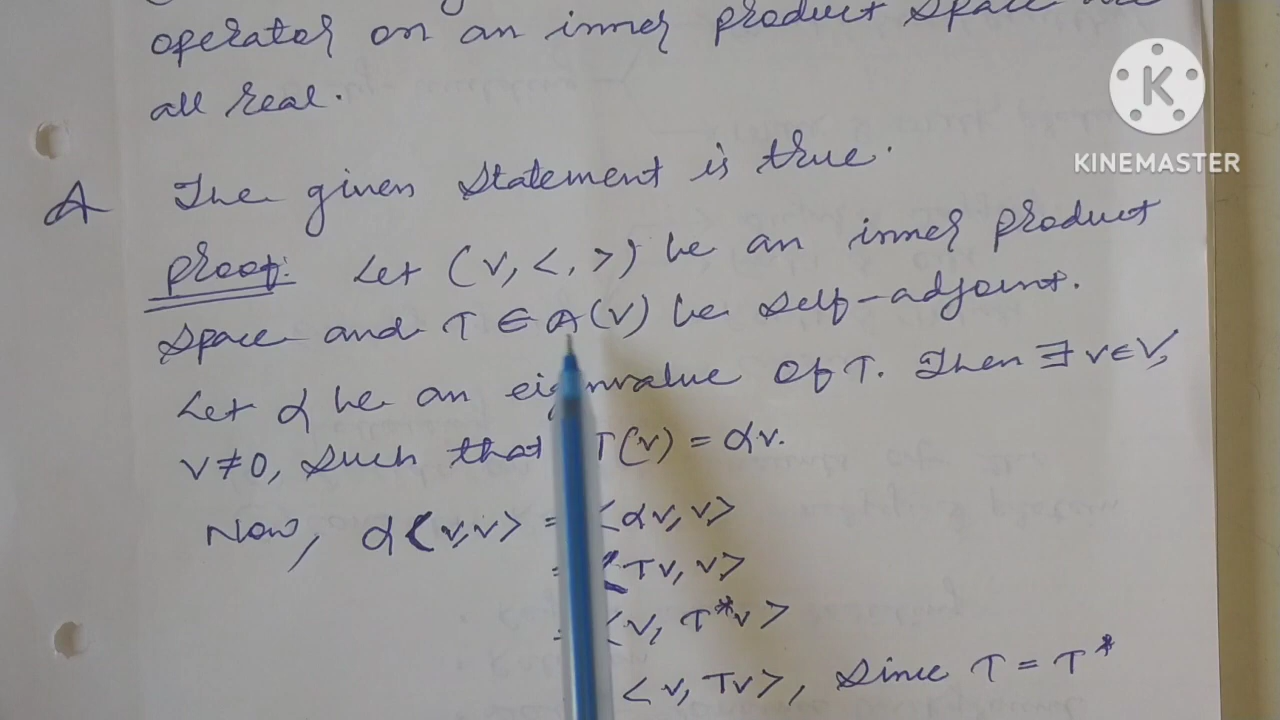 operator on an inner product space are
all real.
K
KINEMASTER
A The given statement is true.
proof: Let (V, <, >) be an inner product
space and T ∈ A(V) be self-adjoint.
Let α be an eigenvalue of T. Then ∃ v∈V,
v≠0, such that T(v) = αv.
Now, α<v,v> = <αv, v>
= <Tv, v>
= <v, T*v>
<v, Tv>, since T = T*